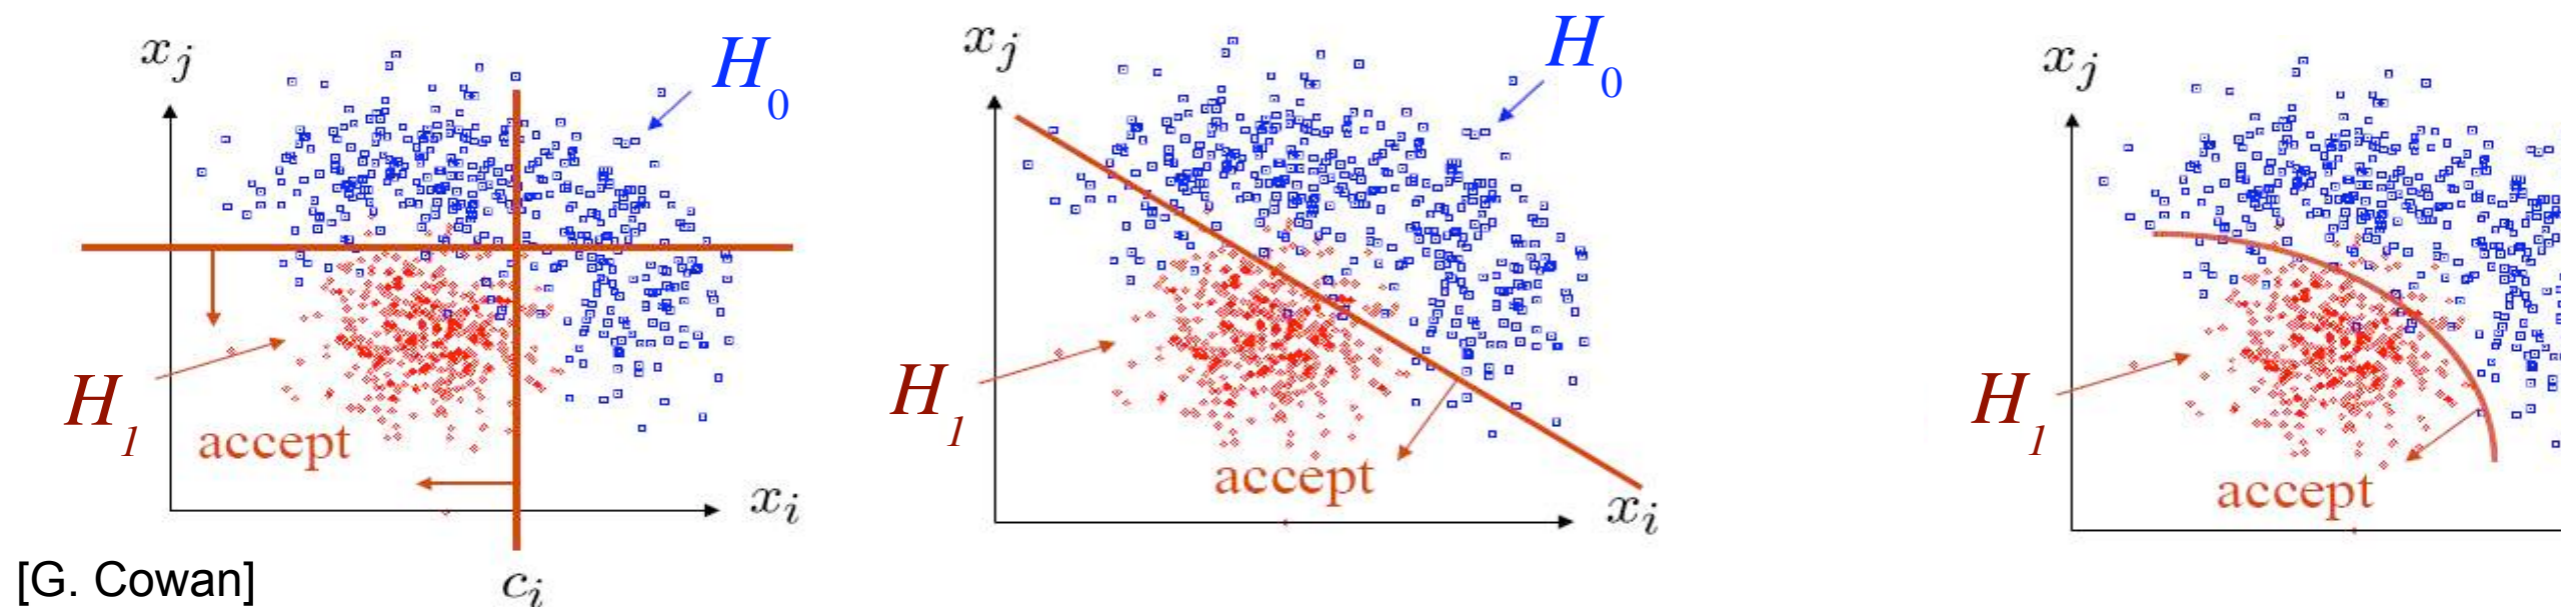 x_j
H_0
H_1
accept
x_i
c_i
[G. Cowan]
x_j
H_0
H_1
accept
x_i
x_j
H_1
accept